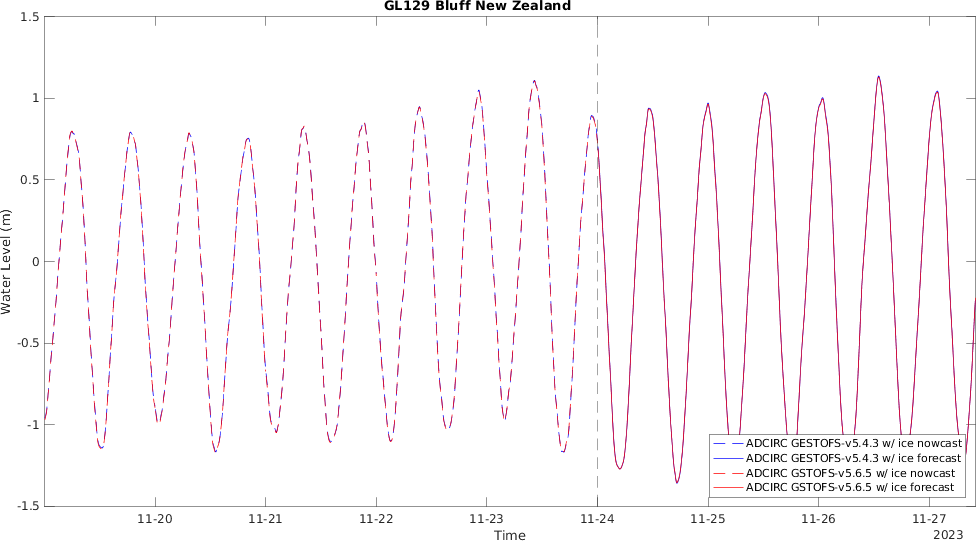 GL129 Bluff New Zealand
1.5
1
0.5
0
-0.5
-1
-1.5
Water Level (m)
ADCIRC GESTOFS-v5.4.3 w/ ice nowcast
ADCIRC GESTOFS-v5.4.3 w/ ice forecast
ADCIRC GSTOFS-v5.6.5 w/ ice nowcast
ADCIRC GSTOFS-v5.6.5 w/ ice forecast
11-20 11-21 11-22 11-23 11-24 11-25 11-26 11-27
Time
2023